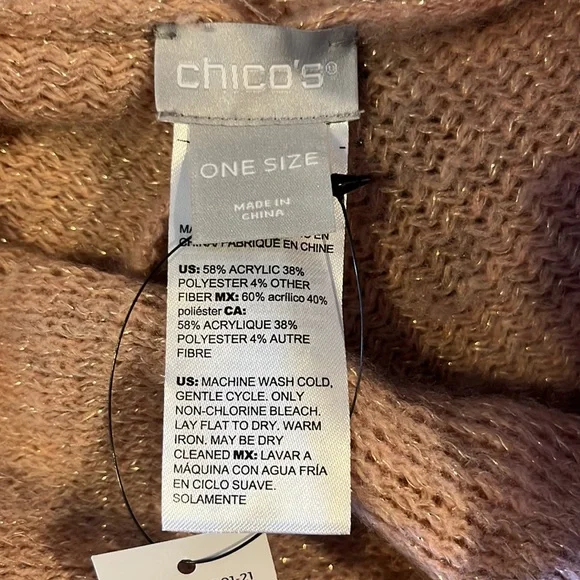 chico's
ONE SIZE
MADE IN
CHINA
EN
FABRIQUÉ EN CHINE
US: 58% ACRYLIC 38%
POLYESTER 4% OTHER
FIBER MX: 60% acrílico 40%
poliéster CA:
58% ACRYLIQUE 38%
POLYESTER 4% AUTRE
FIBRE
US: MACHINE WASH COLD,
GENTLE CYCLE. ONLY
NON-CHLORINE BLEACH.
LAY FLAT TO DRY. WARM
IRON. MAY BE DRY
CLEANED MX: LAVAR A
MÁQUINA CON AGUA FRÍA
EN CICLO SUAVE.
SOLAMENTE